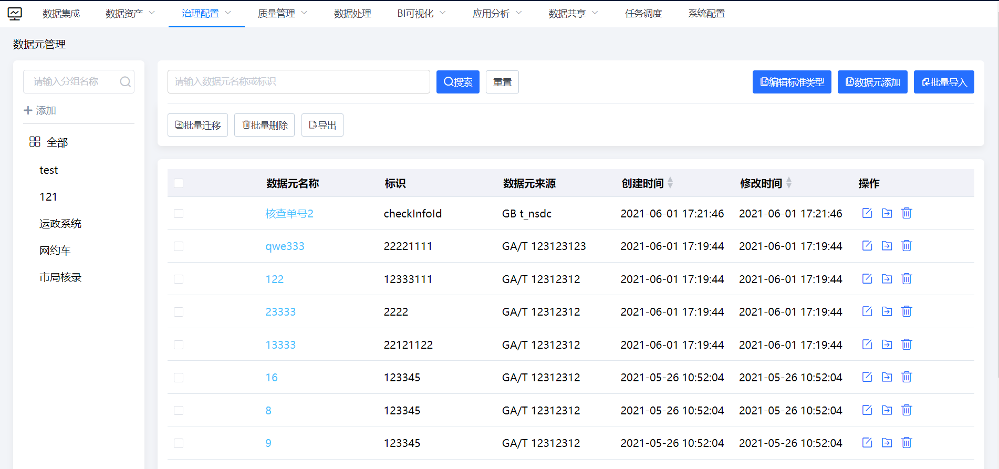 数据集成 数据资产 治理配置 质量管理 数据处理 BI可视化 应用分析 数据共享 任务调度 系统配置
数据元管理
请输入分组名称
添加
全部
test
121
运政系统
网约车
市局核录
请输入数据元名称或标识 搜索 重置 编辑标准类型 数据元添加 批量导入
批量迁移 批量删除 导出
数据元名称 标识 数据元来源 创建时间 修改时间 操作
核查单号2 checkInfoId GB t_nsdc 2021-06-01 17:21:46 2021-06-01 17:21:46
qwe333 22221111 GA/T 123123123 2021-06-01 17:19:44 2021-06-01 17:19:44
122 12333111 GA/T 12312312 2021-06-01 17:19:44 2021-06-01 17:19:44
23333 2222 GA/T 12312312 2021-06-01 17:19:44 2021-06-01 17:19:44
13333 22121122 GA/T 12312312 2021-06-01 17:19:44 2021-06-01 17:19:44
16 123345 GA/T 12312312 2021-05-26 10:52:04 2021-05-26 10:52:04
8 123345 GA/T 12312312 2021-05-26 10:52:04 2021-05-26 10:52:04
9 123345 GA/T 12312312 2021-05-26 10:52:04 2021-05-26 10:52:04